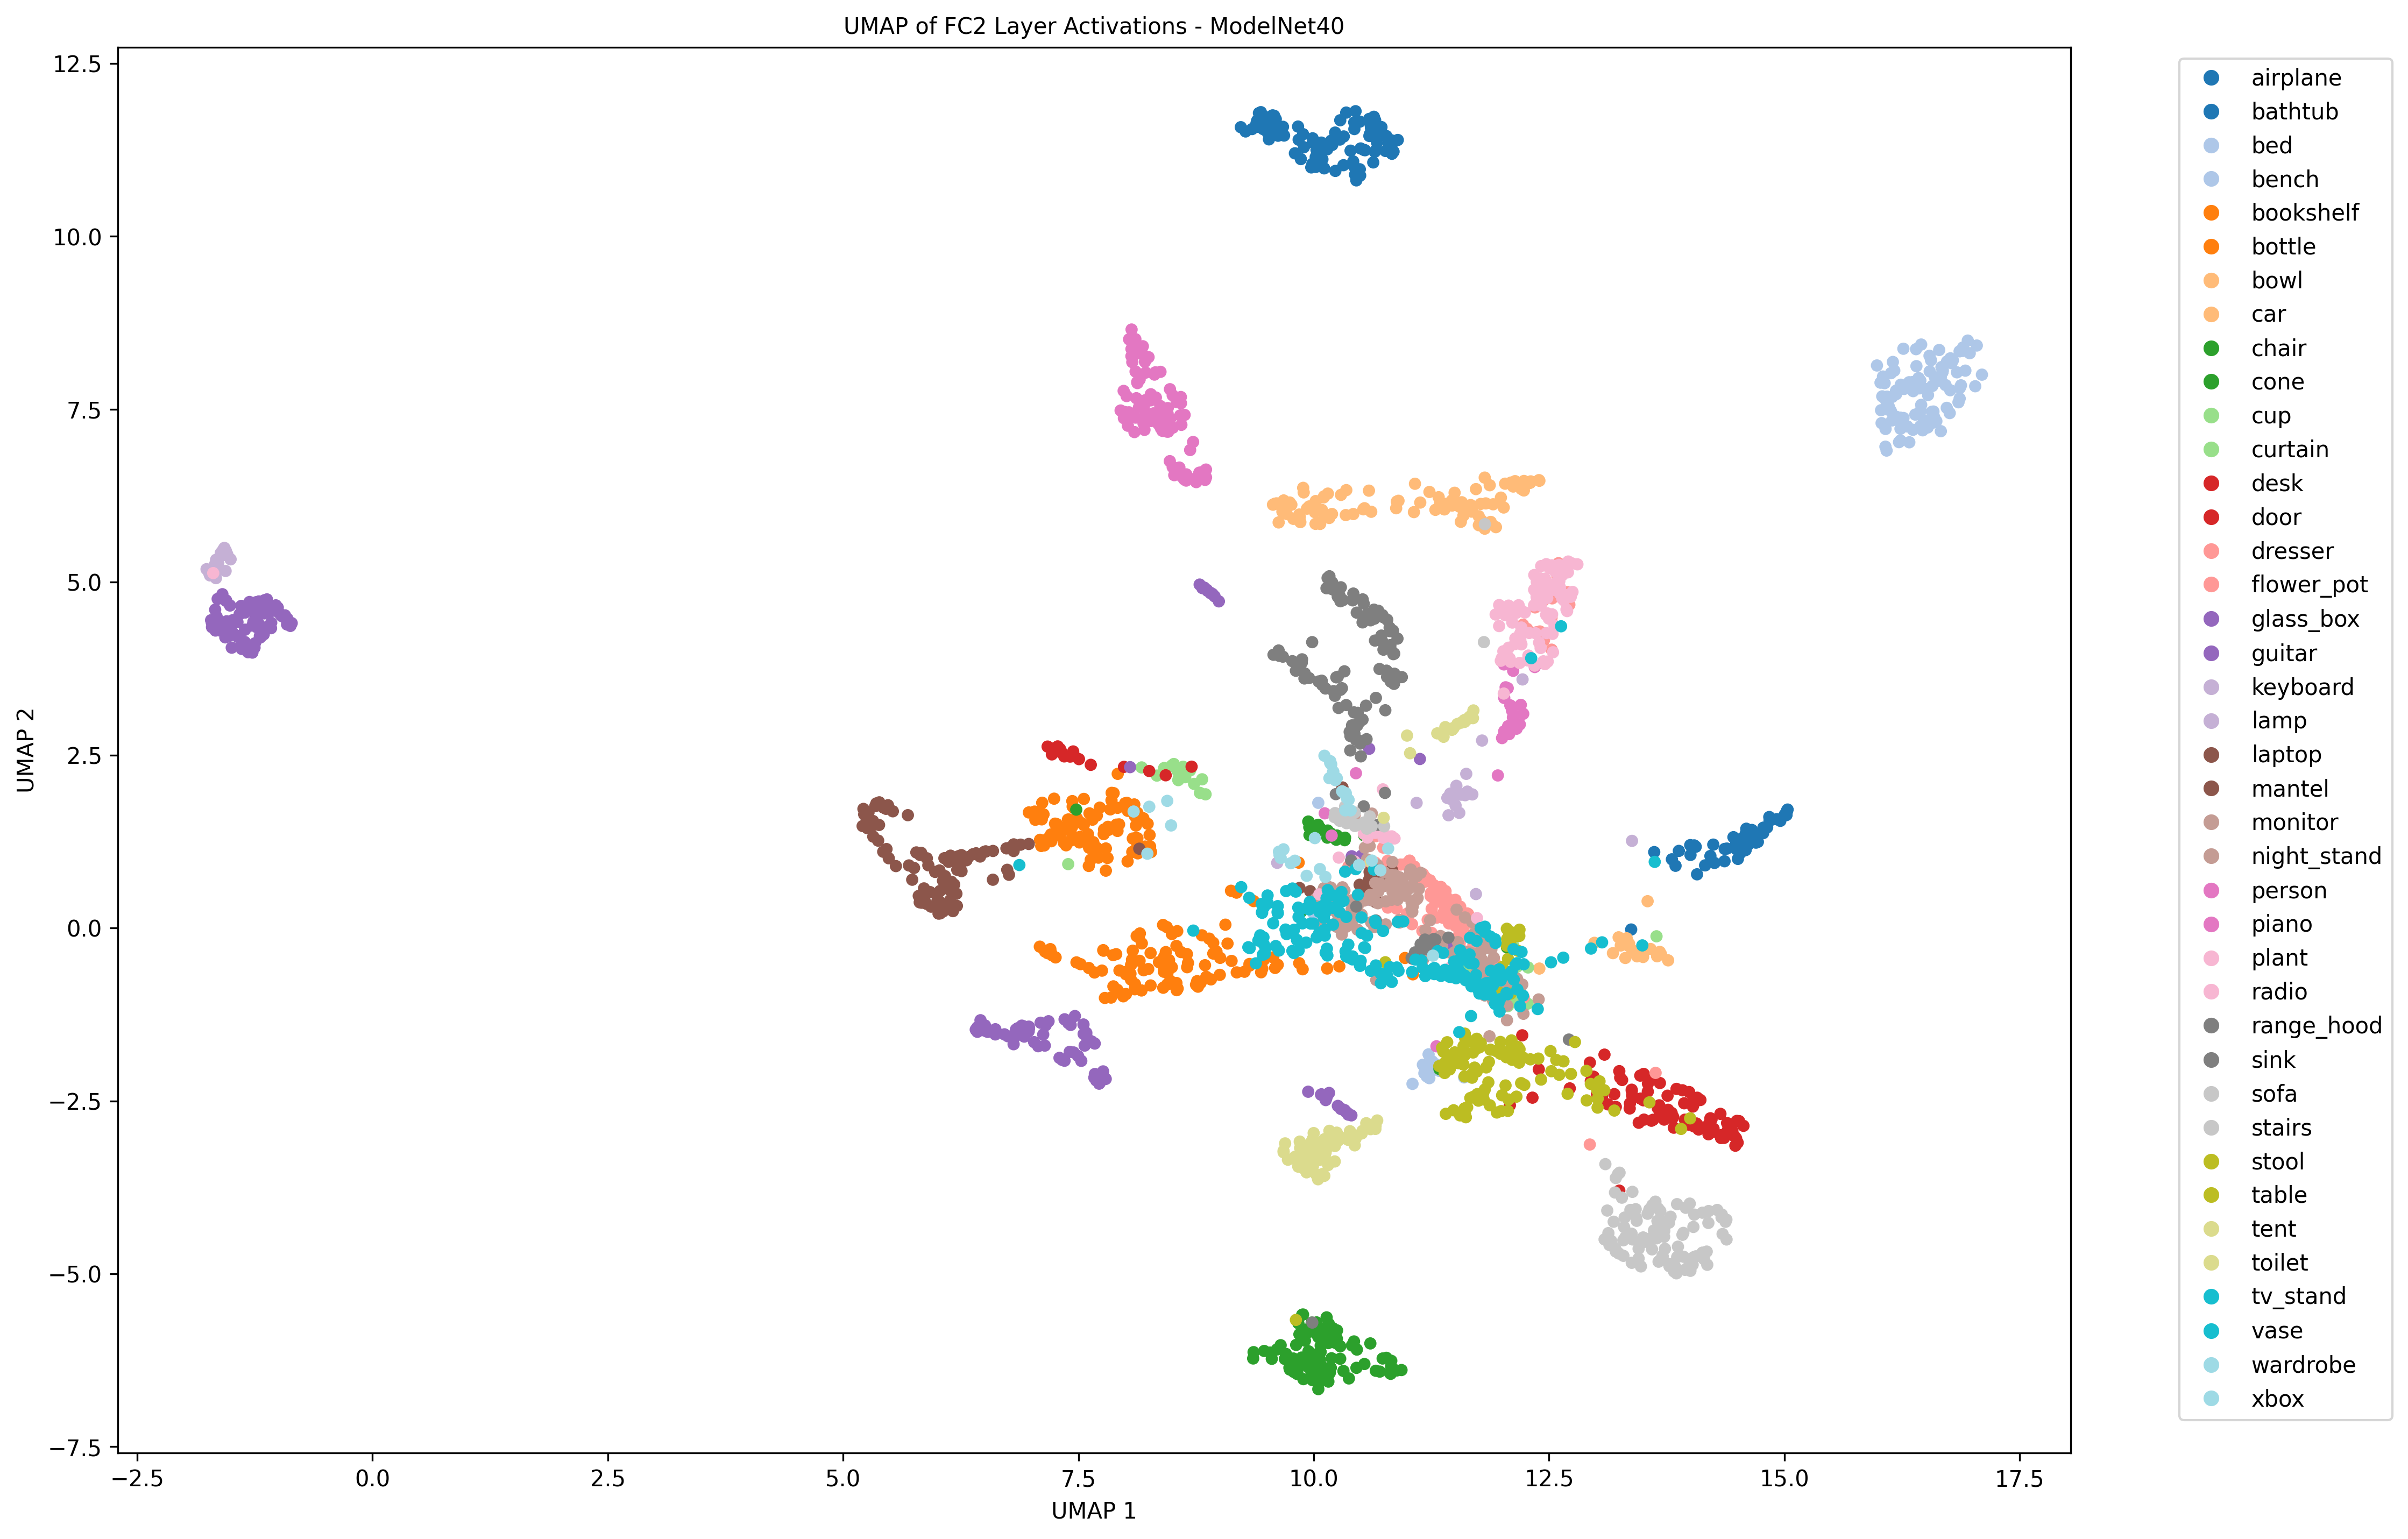 UMAP of FC2 Layer Activations - ModelNet40
12.5
10.0
7.5
5.0
2.5
0.0
−2.5
−5.0
−7.5
UMAP 2
−2.5
0.0
2.5
5.0
7.5
10.0
12.5
15.0
17.5
UMAP 1
airplane
bathtub
bed
bench
bookshelf
bottle
bowl
car
chair
cone
cup
curtain
desk
door
dresser
flower_pot
glass_box
guitar
keyboard
lamp
laptop
mantel
monitor
night_stand
person
piano
plant
radio
range_hood
sink
sofa
stairs
stool
table
tent
toilet
tv_stand
vase
wardrobe
xbox